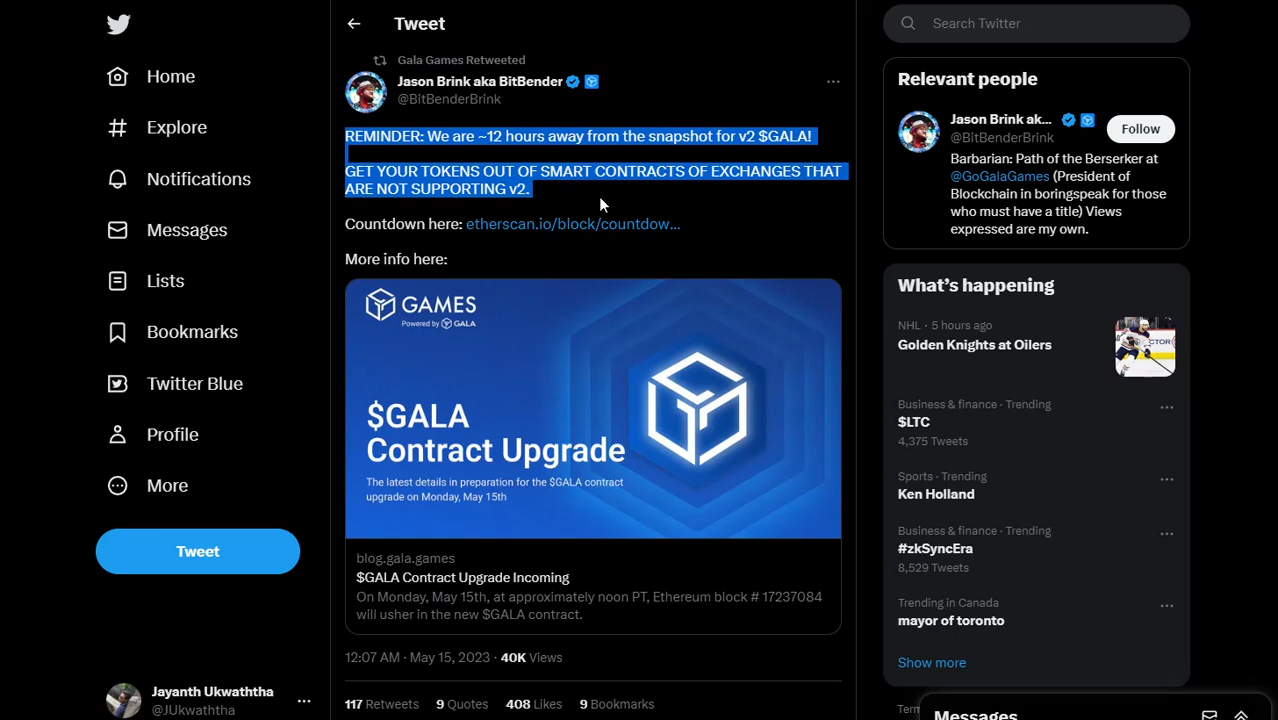 Home
Explore
Notifications
Messages
Lists
Bookmarks
Twitter Blue
Profile
More
Tweet
Jayanth Ukwaththa
@JUkwaththa
Tweet
Gala Games Retweeted
Jason Brink aka BitBender
@BitBenderBrink
REMINDER: We are ~12 hours away from the snapshot for v2 $GALA!
GET YOUR TOKENS OUT OF SMART CONTRACTS OF EXCHANGES THAT
ARE NOT SUPPORTING v2.
Countdown here: etherscan.io/block/countdow...
More info here:
GAMES
Powered by GALA
$GALA
Contract Upgrade
The latest details in preparation for the $GALA contract
upgrade on Monday, May 15th
blog.gala.games
$GALA Contract Upgrade Incoming
On Monday, May 15th, at approximately noon PT, Ethereum block # 17237084
will usher in the new $GALA contract.
12:07 AM · May 15, 2023 · 40K Views
117 Retweets 9 Quotes 408 Likes 9 Bookmarks
Search Twitter
Relevant people
Jason Brink ak...
@BitBenderBrink
Follow
Barbarian: Path of the Berserker at
@GoGalaGames (President of
Blockchain in boringspeak for those
who must have a title) Views
expressed are my own.
What's happening
NHL · 5 hours ago
Golden Knights at Oilers
Business & finance · Trending
$LTC
4,375 Tweets
Sports · Trending
Ken Holland
Business & finance · Trending
#zkSyncEra
8,529 Tweets
Trending in Canada
mayor of toronto
Show more
Term
Messages